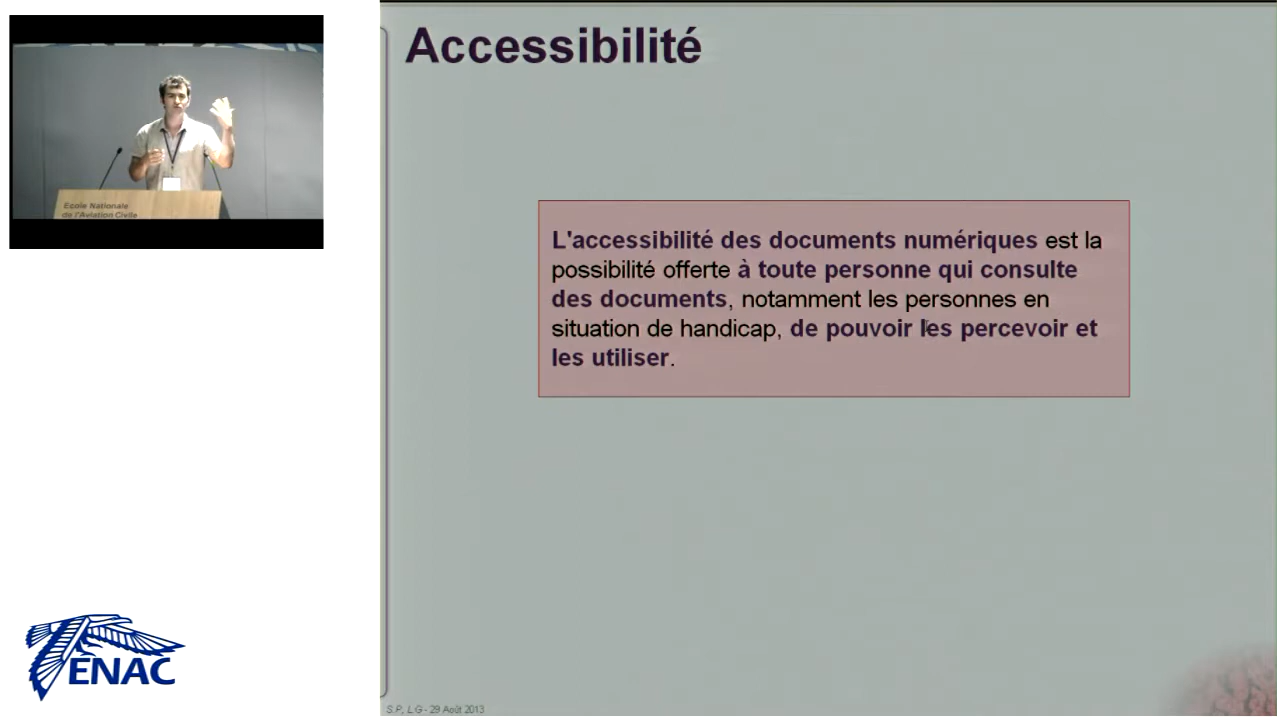 Accessibilité
Ecole Nationale
de l'Aviation Civile
L'accessibilité des documents numériques est la
possibilité offerte à toute personne qui consulte
des documents, notamment les personnes en
situation de handicap, de pouvoir les percevoir et
les utiliser.
ENAC
S.P, L.G - 29 Août 2013